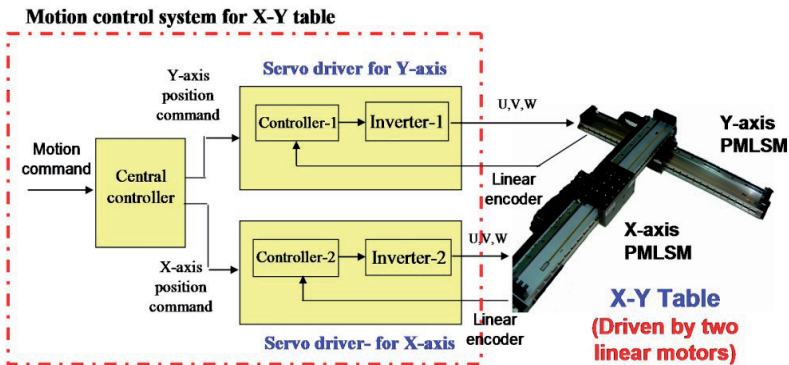 Motion control system for X-Y table
Servo driver for Y-axis
Y-axis
position
command
U,V,W
Controller-1
Inverter-1
Y-axis
PMLSM
Motion
command
Central
controller
Linear
encoder
X-axis
PMLSM
U,V,W
Controller-2
Inverter-2
X-axis
position
command
X-Y Table
Linear
encoder
(Driven by two
linear motors)
Servo driver- for X-axis